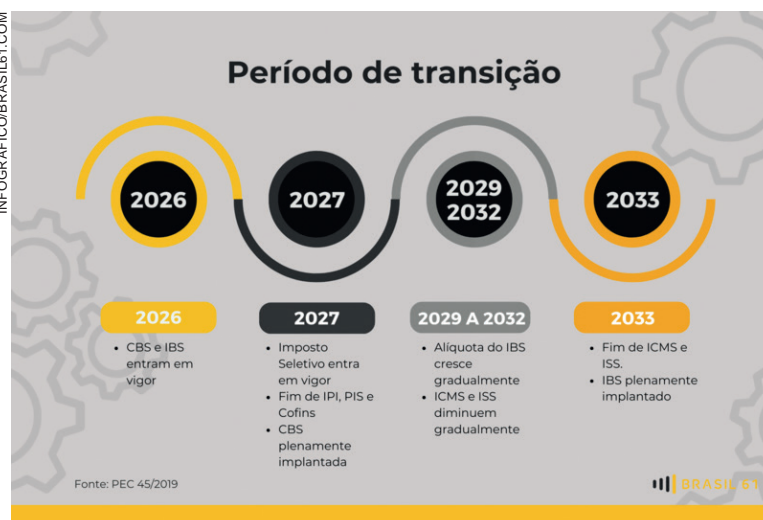 INFOGRÁFICO/BRASIL61.COM
Período de transição
2026
2027
2029
2032
2033
2026
• CBS e IBS
entram em
vigor
2027
• Imposto
Seletivo entra
em vigor
• Fim de IPI, PIS e
Cofins
• CBS
plenamente
implantada
2029 A 2032
• Alíquota do IBS
cresce
gradualmente
• ICMS e ISS
diminuem
gradualmente
2033
• Fim de ICMS e
ISS.
• IBS plenamente
implantado
Fonte: PEC 45/2019
BRASIL 61